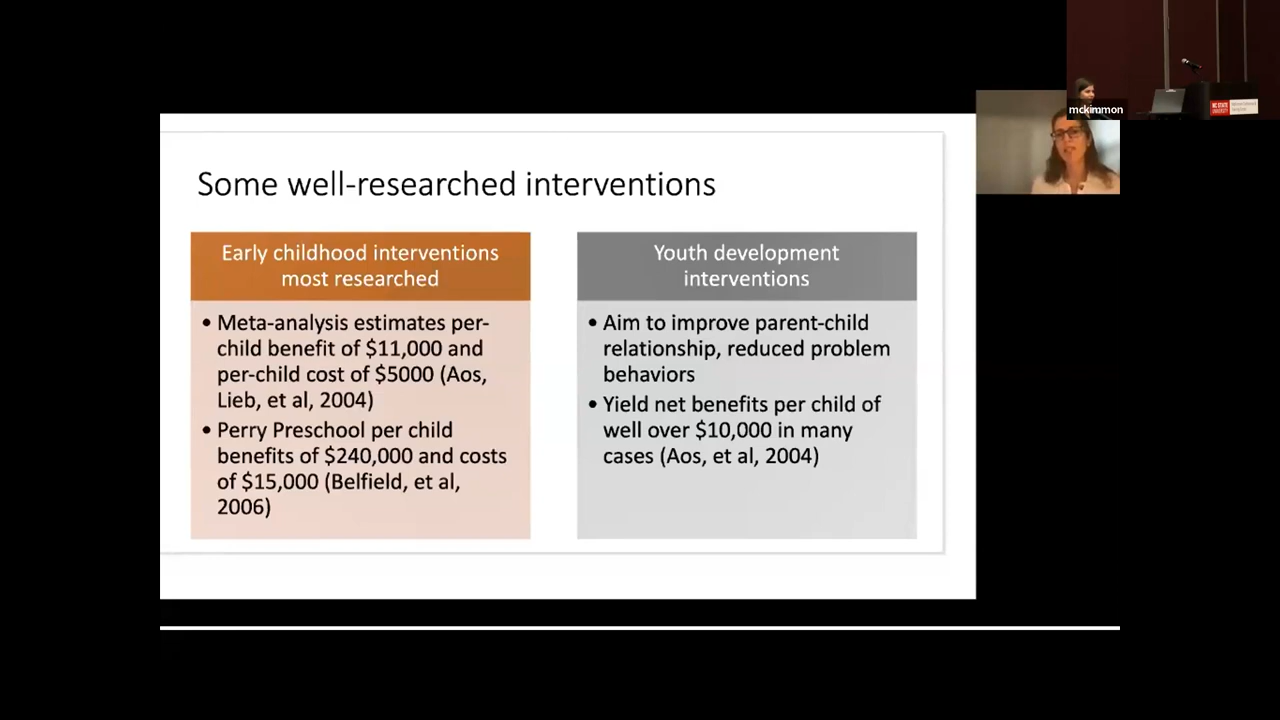 mckimmon
NC STATE
UNIVERSITY
Some well-researched interventions
Early childhood interventions
most researched
• Meta-analysis estimates per-
child benefit of $11,000 and
per-child cost of $5000 (Aos,
Lieb, et al, 2004)
• Perry Preschool per child
benefits of $240,000 and costs
of $15,000 (Belfield, et al,
2006)
Youth development
interventions
• Aim to improve parent-child
relationship, reduced problem
behaviors
• Yield net benefits per child of
well over $10,000 in many
cases (Aos, et al, 2004)